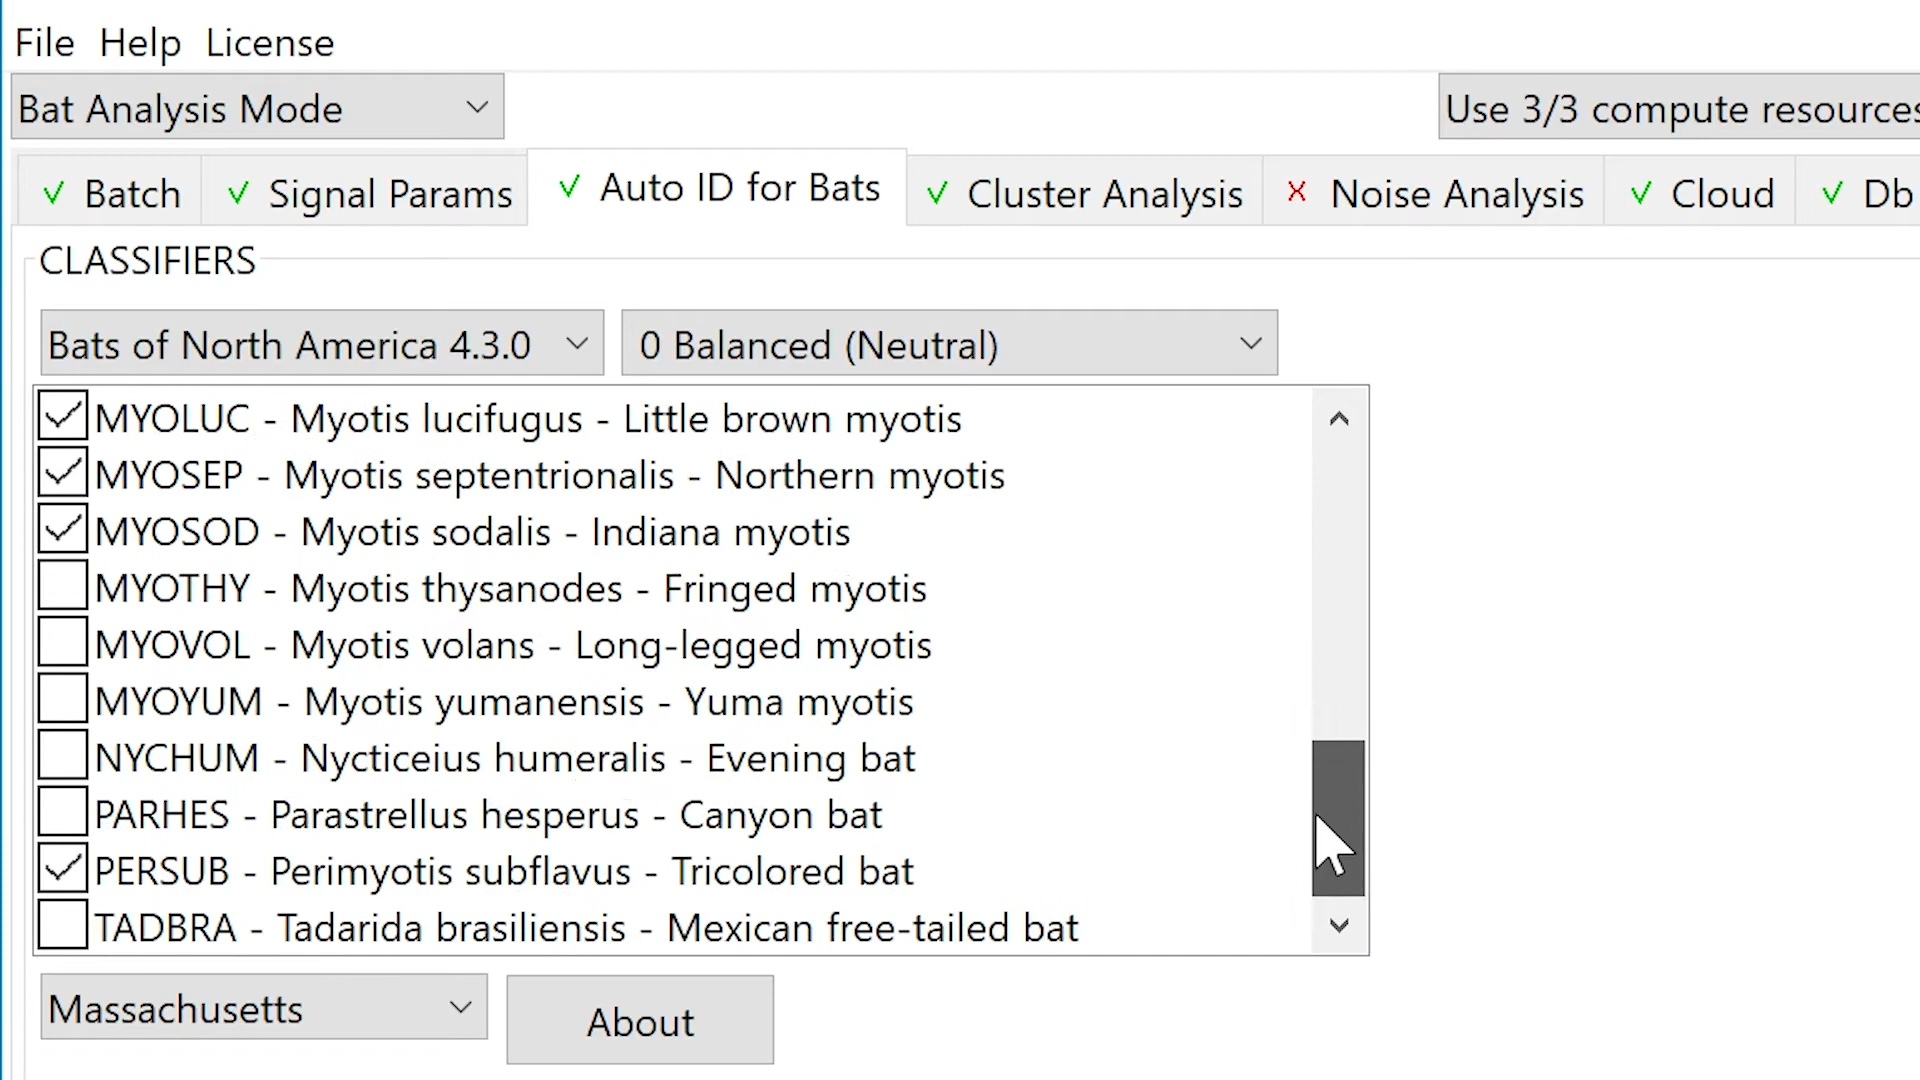 File Help License
Bat Analysis Mode
Use 3/3 compute resources
Batch Signal Params Auto ID for Bats Cluster Analysis Noise Analysis Cloud Db
CLASSIFIERS
Bats of North America 4.3.0 0 Balanced (Neutral)
MYOLUC - Myotis lucifugus - Little brown myotis
MYOSEP - Myotis septentrionalis - Northern myotis
MYOSOD - Myotis sodalis - Indiana myotis
MYOTHY - Myotis thysanodes - Fringed myotis
MYOVOL - Myotis volans - Long-legged myotis
MYOYUM - Myotis yumanensis - Yuma myotis
NYCHUM - Nycticeius humeralis - Evening bat
PARHES - Parastrellus hesperus - Canyon bat
PERSUB - Perimyotis subflavus - Tricolored bat
TADBRA - Tadarida brasiliensis - Mexican free-tailed bat
Massachusetts About